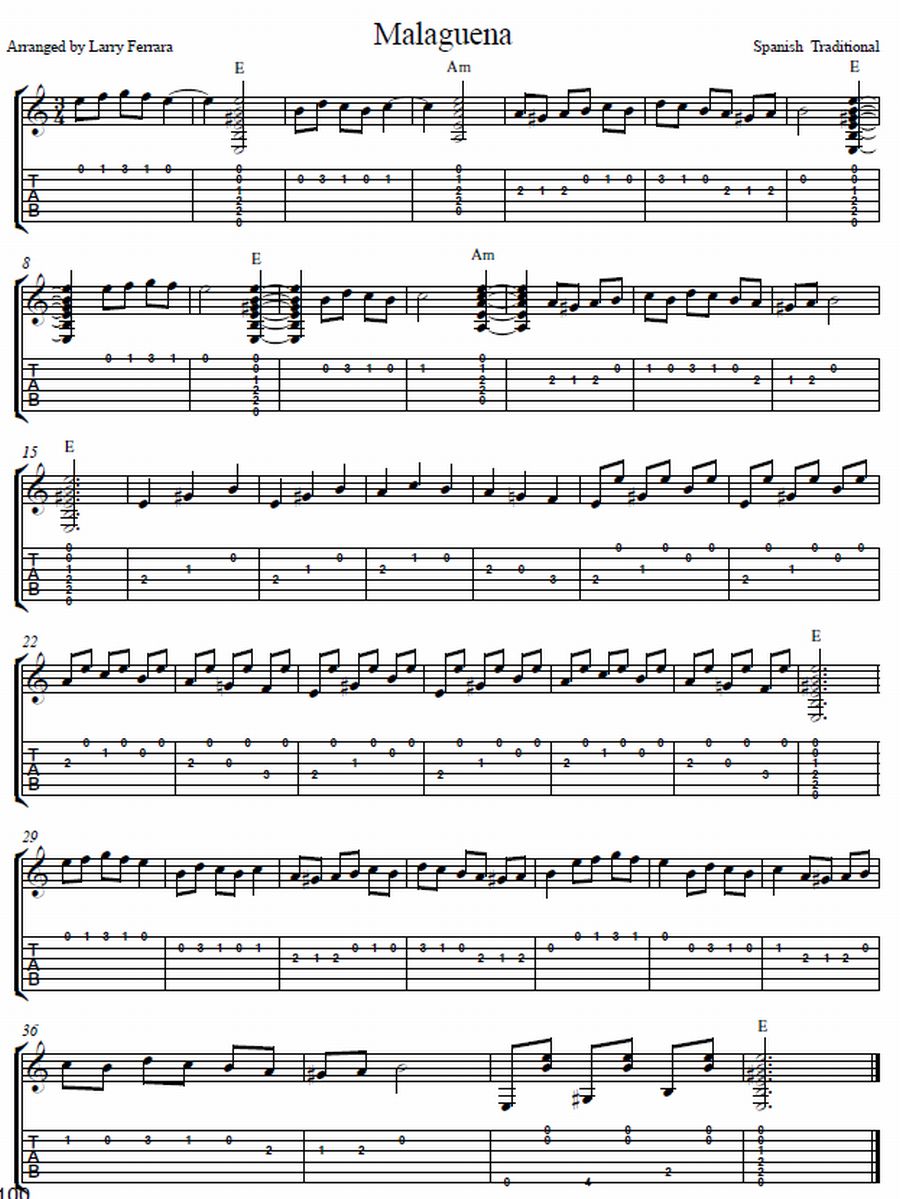 Malaguena
Arranged by Larry Ferrara
Spanish Traditional
E Am E
3
4
T 0 1 3 1 0 0 0 1 2 2 0 0 3 1 0 1 0 1 2 2 0 2 1 2 0 1 0 3 1 0 2 1 2 0 0 0 1 2 2 0
A
B
8
E Am
T 0 1 3 1 0 0 0 1 2 2 0 0 3 1 0 1 0 1 2 2 0 2 1 2 0 1 0 3 1 0 2 1 2 0
A
B
15
E
T 0 0 1 2 2 0 2 1 0 2 1 0 2 1 0 2 0 3 2 0 1 0 0 0 2 0 1 0 0 0
A
B
22
E
T 2 0 1 0 0 0 2 0 0 0 3 0 2 0 1 0 0 0 2 0 1 0 0 0 2 0 1 0 0 0 2 0 0 0 3 0 0 0 1 2 2 0
A
B
29
T 0 1 3 1 0 0 3 1 0 1 2 1 2 0 1 0 3 1 0 2 1 2 0 0 1 3 1 0 0 3 1 0 1 2 1 2 0
A
B
36
E
T 1 0 3 1 0 2 1 2 0 0 0 0 4 0 0 2 0 0 0 0 1 2 2 0
A
B
100